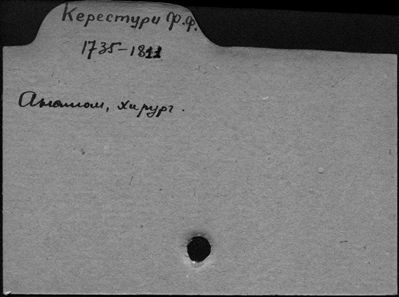 Керестури Ф.Ф.
1735-1811
Анатом, хирург.